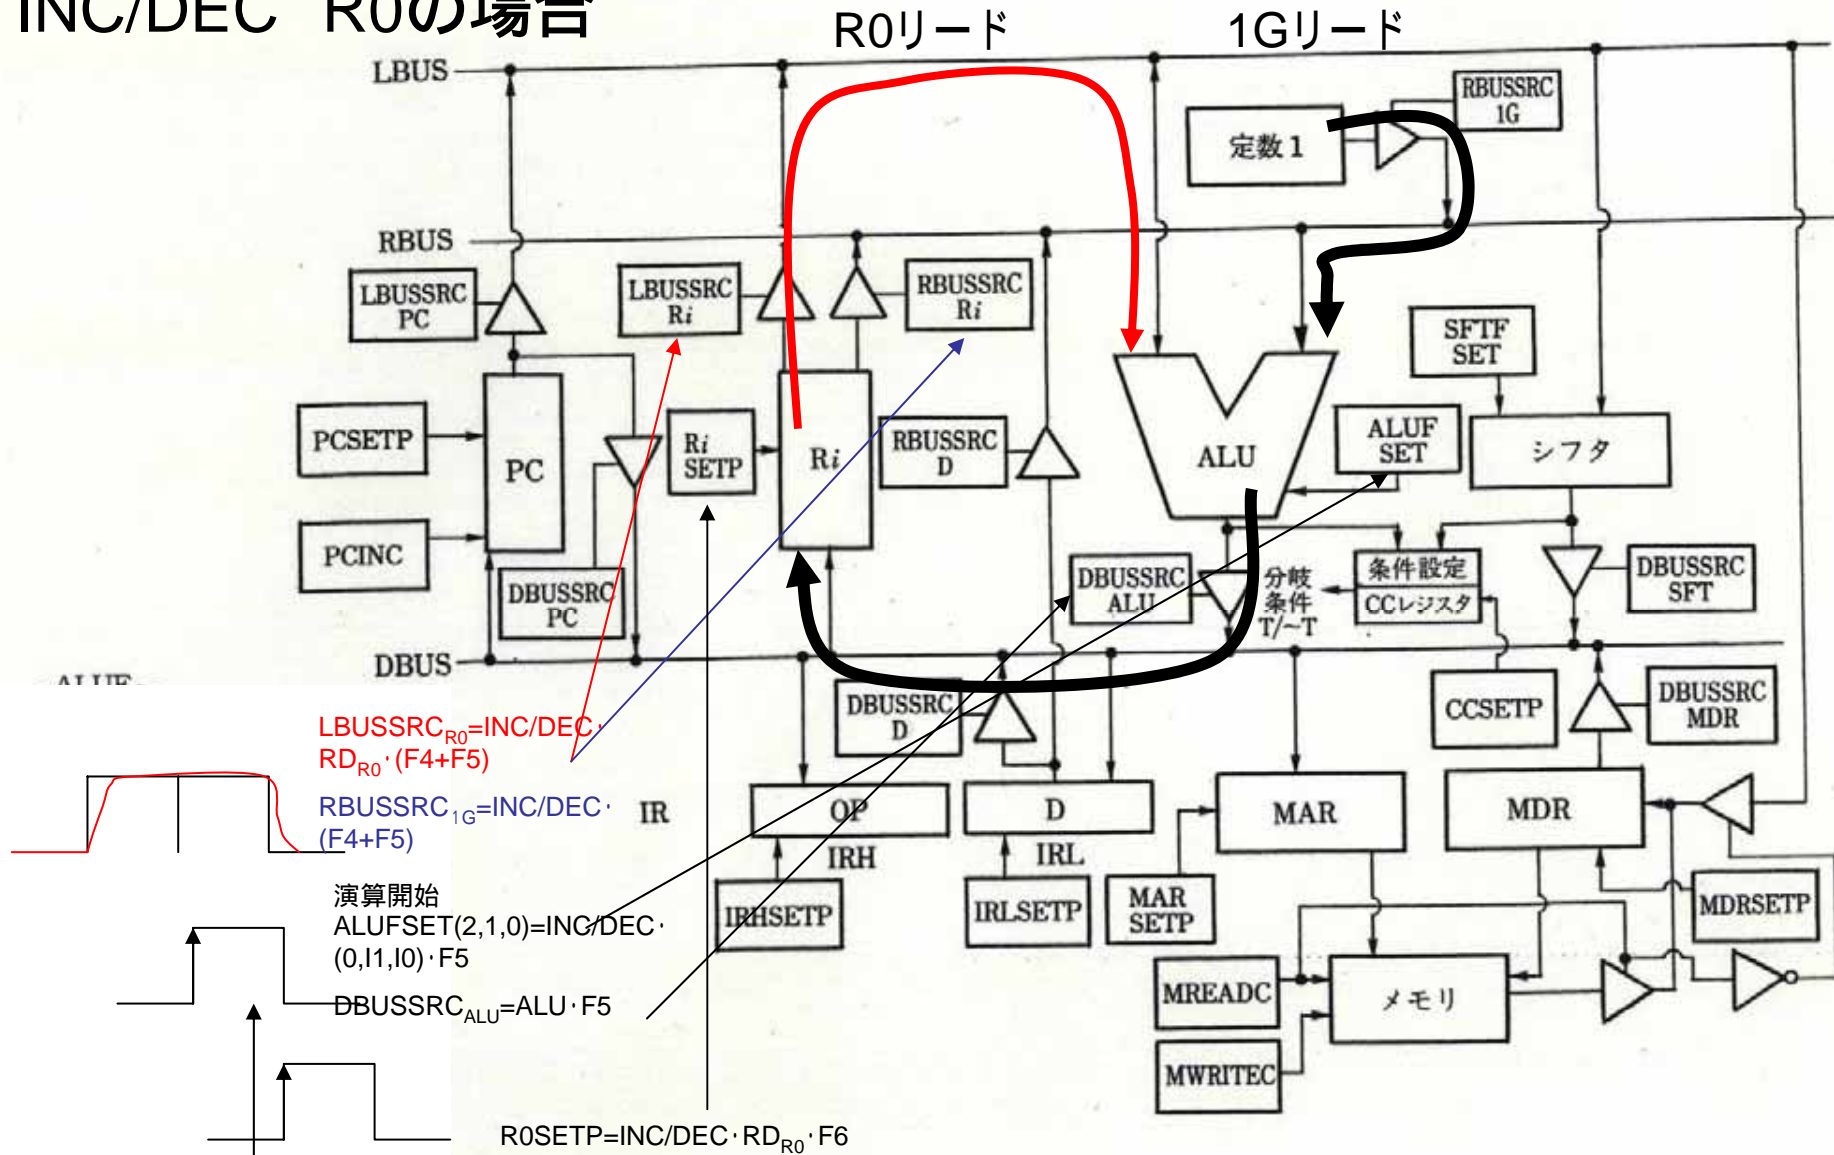 INC/DEC R0の場合
R0リード
1Gリード
LBUS
RBUSSRC
1G
定数1
RBUS
LBUSSRC
PC
LBUSSRC
Ri
RBUSSRC
Ri
SFTF
SET
PCSETP
PC
Ri
SETP
Ri
RBUSSRC
D
ALU
ALUF
SET
シフタ
PCINC
DBUSSRC
PC
DBUSSRC
ALU
分岐
条件
T/~T
条件設定
CCレジスタ
DBUSSRC
SFT
DBUS
DBUSSRC
D
CCSETP
DBUSSRC
MDR
LBUSSRCR0=INC/DEC・
RDR0・(F4+F5)
RBUSSRC1G=INC/DEC・
(F4+F5)
IR
OP
D
MAR
MDR
IRH
IRL
演算開始
ALUFSET(2,1,0)=INC/DEC・
(0,I1,I0)・F5
IRHSETP
IRLSETP
MAR
SETP
MDRSETP
DBUSSRCALU=ALU・F5
MREADC
メモリ
MWRITEC
R0SETP=INC/DEC・RDR0・F6